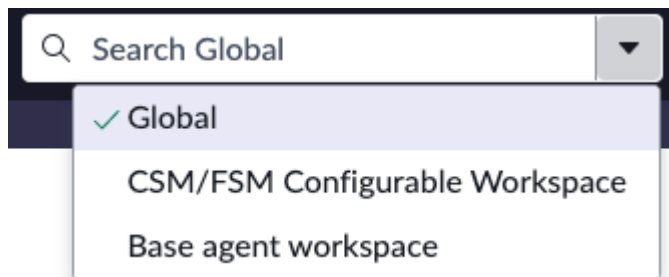 Search Global
Global
CSM/FSM Configurable Workspace
Base agent workspace